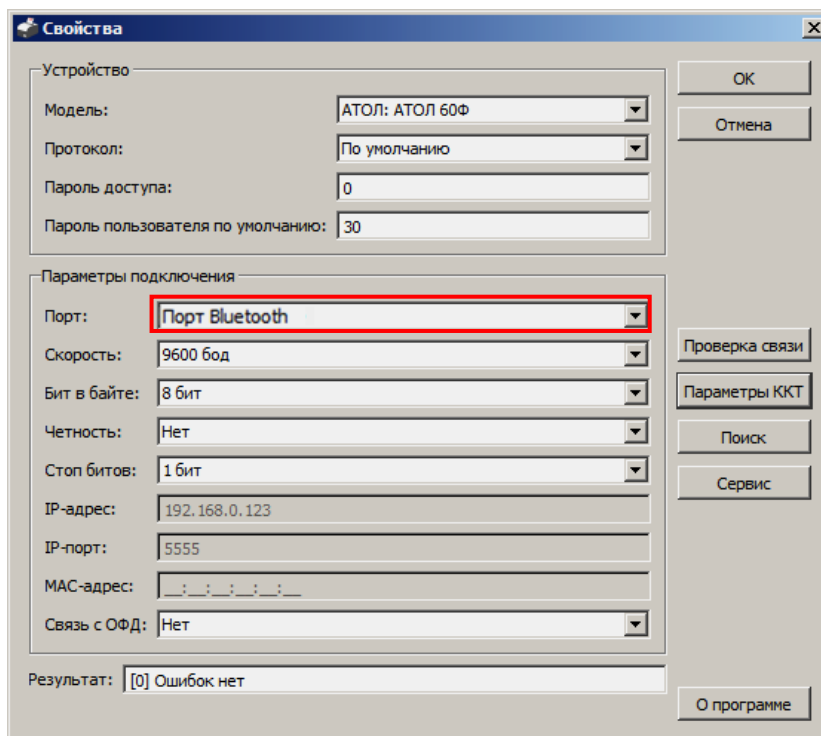 Свойства
Устройство
OK
Модель: АТОЛ: АТОЛ 60Ф
Отмена
Протокол: По умолчанию
Пароль доступа: 0
Пароль пользователя по умолчанию: 30
Параметры подключения
Порт: Порт Bluetooth
Скорость: 9600 бод
Проверка связи
Бит в байте: 8 бит
Параметры ККТ
Четность: Нет
Поиск
Стоп битов: 1 бит
Сервис
IP-адрес: 192.168.0.123
IP-порт: 5555
MAC-адрес: __:__:__:__:__:__
Связь с ОФД: Нет
Результат: [0] Ошибок нет
О программе